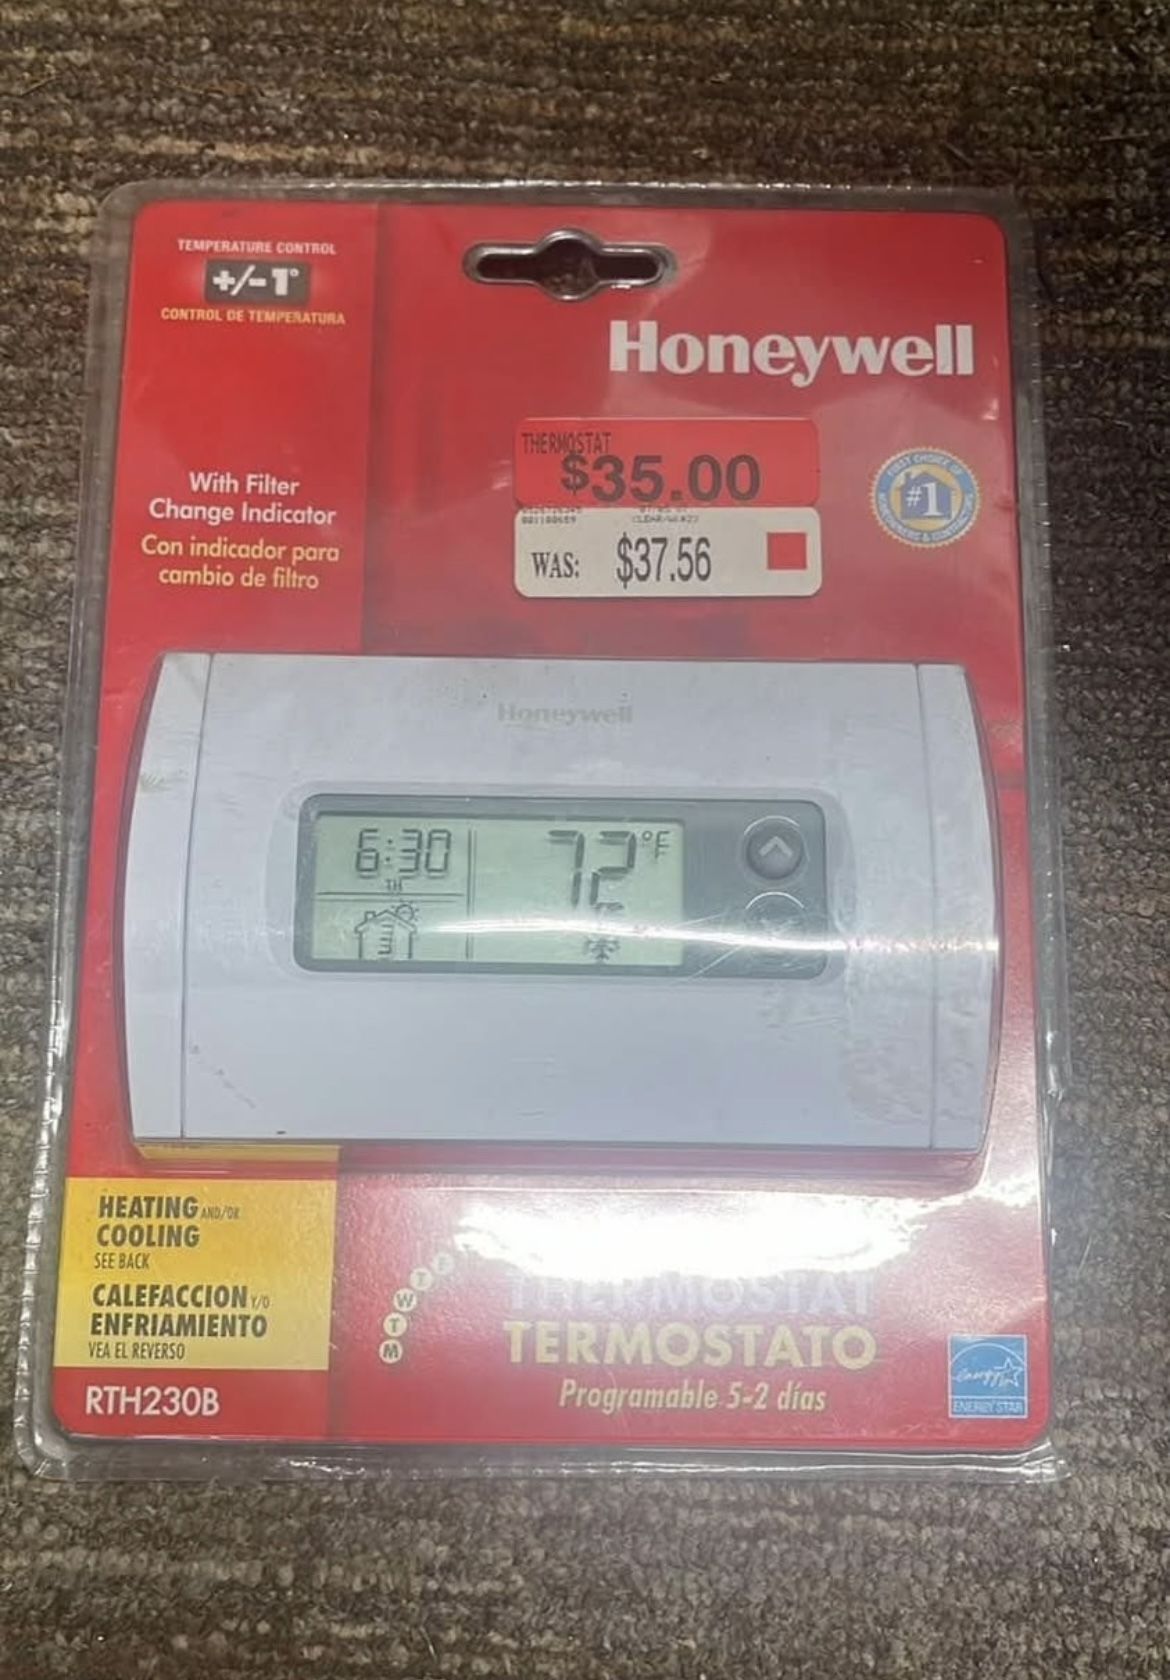 TEMPERATURE CONTROL
+/-1°
CONTROL DE TEMPERATURA
Honeywell
THERMOSTAT
$35.00
WAS: $37.56
#1
With Filter
Change Indicator
Con indicador para
cambio de filtro
Honeywell
6:30
TH
72°F
HEATING AND/OR
COOLING
SEE BACK
CALEFACCION Y/O
ENFRIAMIENTO
VEA EL REVERSO
RTH230B
M
T
W
T
F
THERMOSTAT
TERMOSTATO
Programable 5-2 días
energy
ENERGY STAR